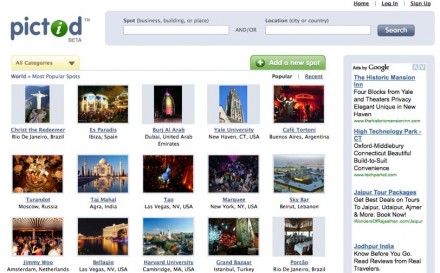 Home | Log In | Sign Up
pictid™
BETA
Spot (business, building, or place)
AND/OR
Location (city or country)
Search
All Categories
Add a new spot
World » Most Popular Spots
Popular | Recent
Christ the Redeemer
Rio De Janeiro, Brazil
Es Paradis
Ibiza, Spain
Burj Al Arab
Dubai, United Arab
Emirates
Yale University
New Haven, CT, USA
Café Tortoni
Buenos Aires, Argentina
Turandot
Moscow, Russia
Taj Mahal
Agra, India
Tao
Las Vegas, NV, USA
Marquee
New York, NY, USA
Sky Bar
Beirut, Lebanon
Jimmy Woo
Amsterdam, Netherlands
Bellagio
Las Vegas, NV, USA
Harvard University
Cambridge, MA, USA
Grand Bazaar
Istanbul, Turkey
Portão
Rio De Janeiro, Brazil
Ads by Google
The Historic Mansion
Inn
Four Blocks from Yale
and Theaters Privacy
Elegant Unique in New
Haven
www.thehistoricmansioninn.com
High Technology Park -
CT
Oxford-Middlebury
Connecticut Beautiful
Build-to-Suit
Convenience
www.techparkct.com
Jaipur Tour Packages
Get Best Deals on Tours
To Jaipur, Udaipur, Ajmer
& More. Book Now!
WondersOfRajasthan.com/Jaipur
Jodhpur India
Know Before You Go.
Read Reviews from Real
Travelers.